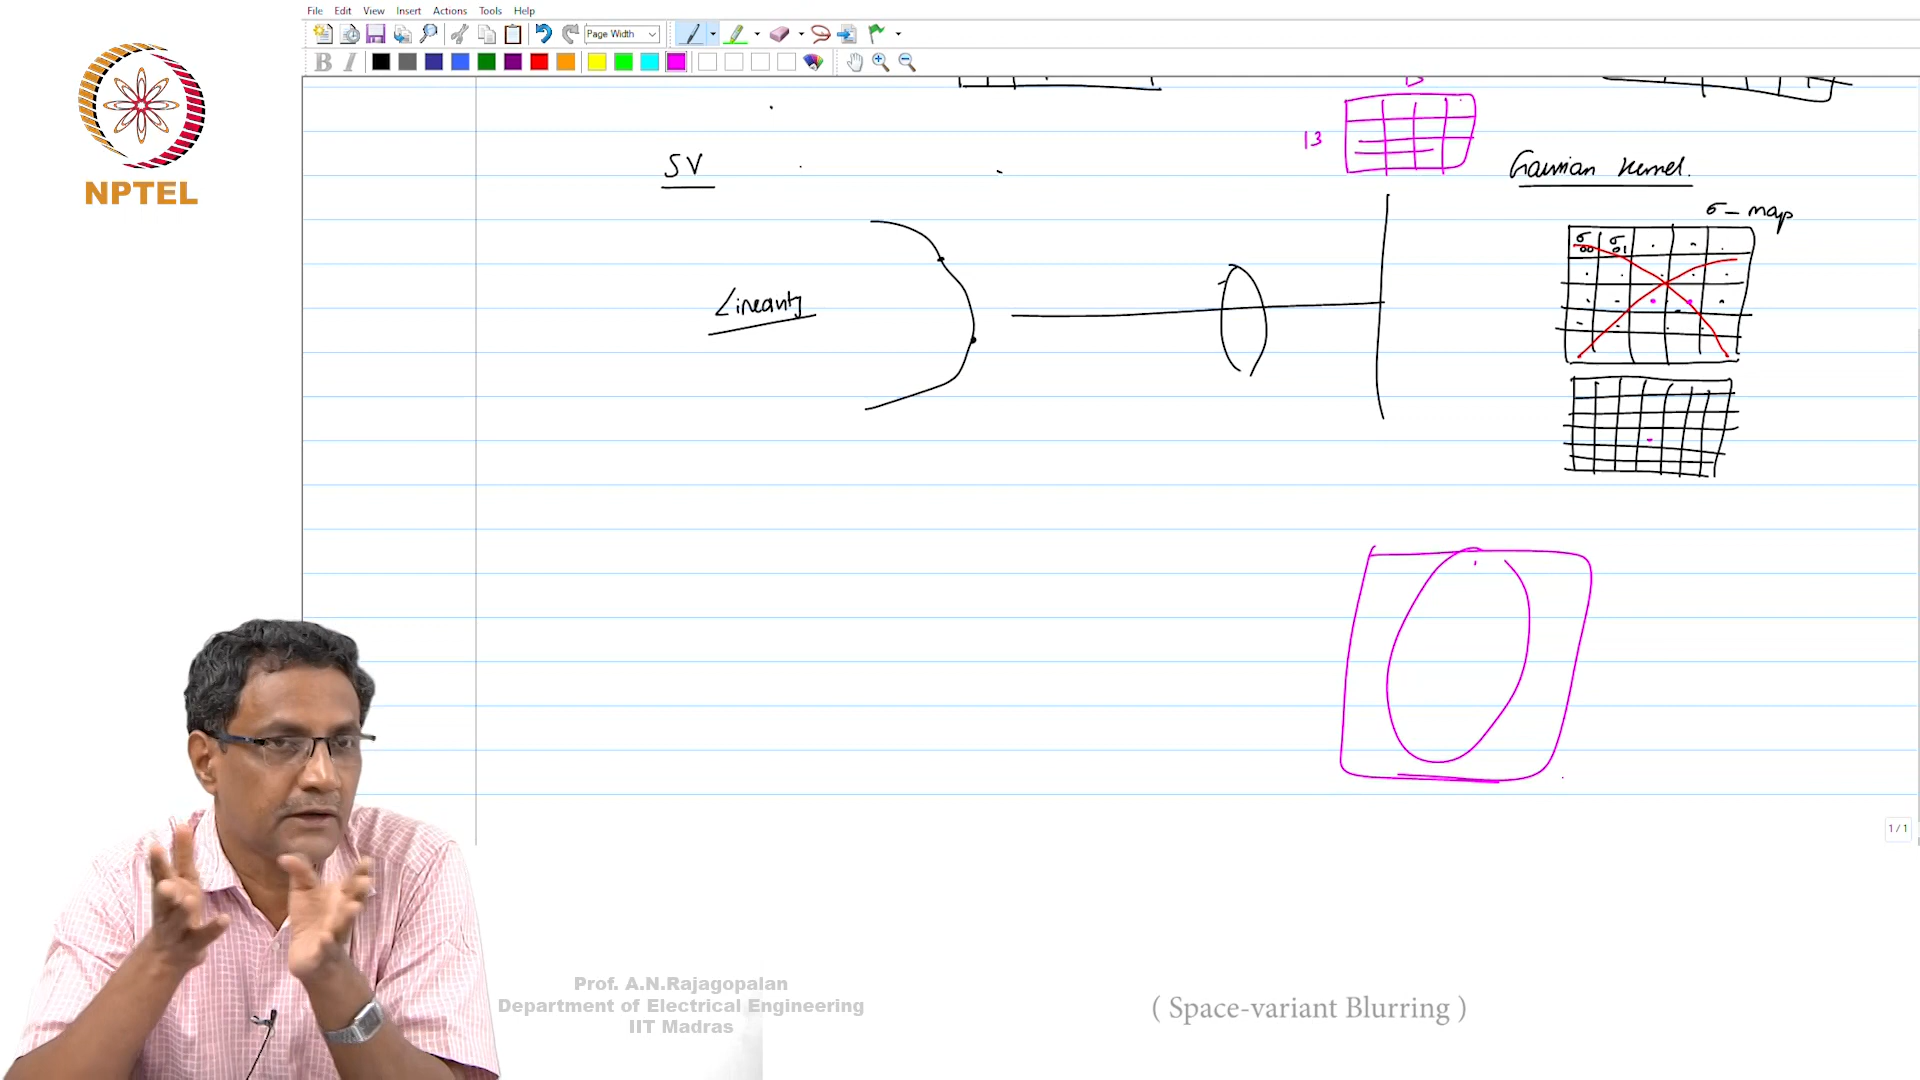 File Edit View Insert Actions Tools Help
Page Width
B I
NPTEL
13
SV
Gaussian Kernel.
σ - map
σ00 σ01
Linearity
1 / 1
Prof. A.N.Rajagopalan
Department of Electrical Engineering
IIT Madras
( Space-variant Blurring )